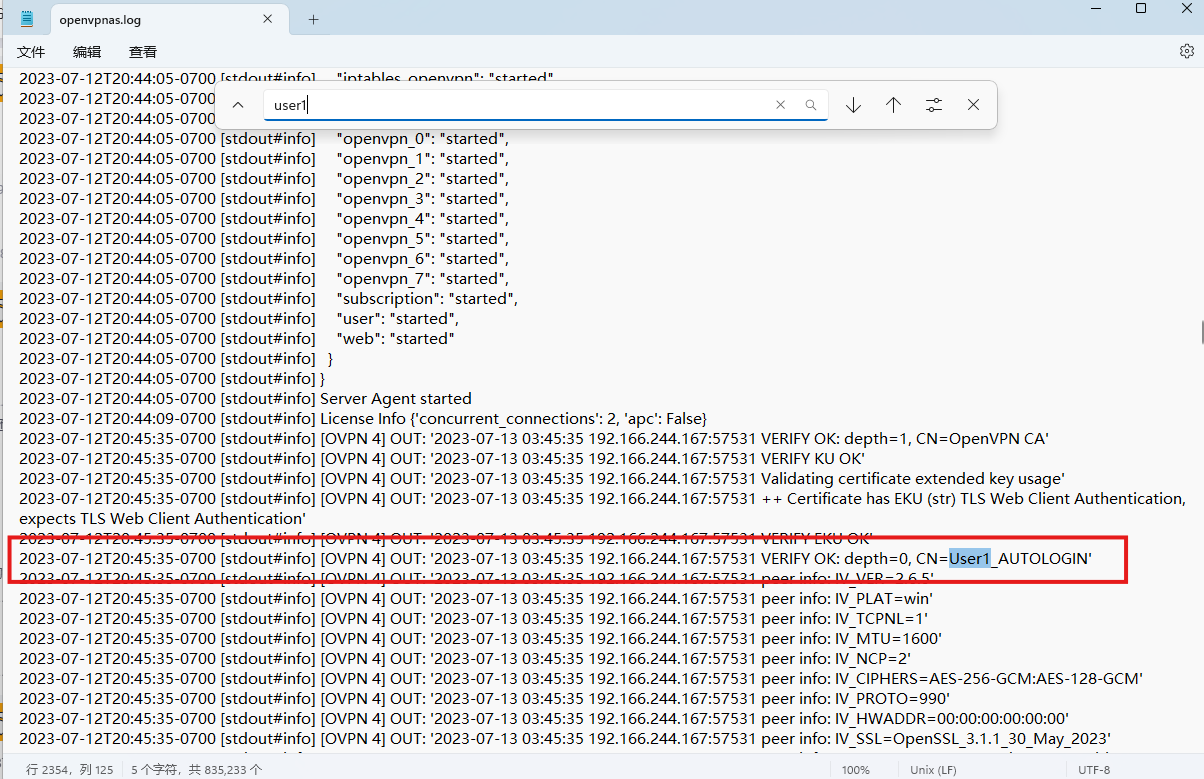 openvpnas.log
文件 编辑 查看
2023-07-12T20:44:05-0700 [stdout#info] "iptables_openvpn": "started"
user1
2023-07-12T20:44:05-0700
2023-07-12T20:44:05-0700
2023-07-12T20:44:05-0700 [stdout#info] "openvpn_0": "started",
2023-07-12T20:44:05-0700 [stdout#info] "openvpn_1": "started",
2023-07-12T20:44:05-0700 [stdout#info] "openvpn_2": "started",
2023-07-12T20:44:05-0700 [stdout#info] "openvpn_3": "started",
2023-07-12T20:44:05-0700 [stdout#info] "openvpn_4": "started",
2023-07-12T20:44:05-0700 [stdout#info] "openvpn_5": "started",
2023-07-12T20:44:05-0700 [stdout#info] "openvpn_6": "started",
2023-07-12T20:44:05-0700 [stdout#info] "openvpn_7": "started",
2023-07-12T20:44:05-0700 [stdout#info] "subscription": "started",
2023-07-12T20:44:05-0700 [stdout#info] "user": "started",
2023-07-12T20:44:05-0700 [stdout#info] "web": "started"
2023-07-12T20:44:05-0700 [stdout#info] }
2023-07-12T20:44:05-0700 [stdout#info] }
2023-07-12T20:44:05-0700 [stdout#info] Server Agent started
2023-07-12T20:44:09-0700 [stdout#info] License Info {'concurrent_connections': 2, 'apc': False}
2023-07-12T20:45:35-0700 [stdout#info] [OVPN 4] OUT: '2023-07-13 03:45:35 192.166.244.167:57531 VERIFY OK: depth=1, CN=OpenVPN CA'
2023-07-12T20:45:35-0700 [stdout#info] [OVPN 4] OUT: '2023-07-13 03:45:35 192.166.244.167:57531 VERIFY KU OK'
2023-07-12T20:45:35-0700 [stdout#info] [OVPN 4] OUT: '2023-07-13 03:45:35 192.166.244.167:57531 Validating certificate extended key usage'
2023-07-12T20:45:35-0700 [stdout#info] [OVPN 4] OUT: '2023-07-13 03:45:35 192.166.244.167:57531 ++ Certificate has EKU (str) TLS Web Client Authentication,
expects TLS Web Client Authentication'
2023-07-12T20:45:35-0700 [stdout#info] [OVPN 4] OUT: '2023-07-13 03:45:35 192.166.244.167:57531 VERIFY EKU OK'
2023-07-12T20:45:35-0700 [stdout#info] [OVPN 4] OUT: '2023-07-13 03:45:35 192.166.244.167:57531 VERIFY OK: depth=0, CN=User1_AUTOLOGIN'
2023-07-12T20:45:35-0700 [stdout#info] [OVPN 4] OUT: '2023-07-13 03:45:35 192.166.244.167:57531 peer info: IV_VER=2.6.5'
2023-07-12T20:45:35-0700 [stdout#info] [OVPN 4] OUT: '2023-07-13 03:45:35 192.166.244.167:57531 peer info: IV_PLAT=win'
2023-07-12T20:45:35-0700 [stdout#info] [OVPN 4] OUT: '2023-07-13 03:45:35 192.166.244.167:57531 peer info: IV_TCPNL=1'
2023-07-12T20:45:35-0700 [stdout#info] [OVPN 4] OUT: '2023-07-13 03:45:35 192.166.244.167:57531 peer info: IV_MTU=1600'
2023-07-12T20:45:35-0700 [stdout#info] [OVPN 4] OUT: '2023-07-13 03:45:35 192.166.244.167:57531 peer info: IV_NCP=2'
2023-07-12T20:45:35-0700 [stdout#info] [OVPN 4] OUT: '2023-07-13 03:45:35 192.166.244.167:57531 peer info: IV_CIPHERS=AES-256-GCM:AES-128-GCM'
2023-07-12T20:45:35-0700 [stdout#info] [OVPN 4] OUT: '2023-07-13 03:45:35 192.166.244.167:57531 peer info: IV_PROTO=990'
2023-07-12T20:45:35-0700 [stdout#info] [OVPN 4] OUT: '2023-07-13 03:45:35 192.166.244.167:57531 peer info: IV_HWADDR=00:00:00:00:00:00'
2023-07-12T20:45:35-0700 [stdout#info] [OVPN 4] OUT: '2023-07-13 03:45:35 192.166.244.167:57531 peer info: IV_SSL=OpenSSL_3.1.1_30_May_2023'
行 2354，列 125 5 个字符，共 835,233 个 100% Unix (LF) UTF-8